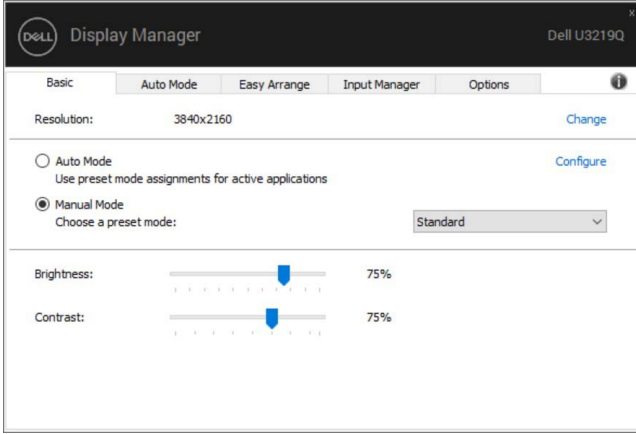 DELL Display Manager
Dell U3219Q
Basic Auto Mode Easy Arrange Input Manager Options
Resolution: 3840x2160 Change
Auto Mode Configure
Use preset mode assignments for active applications
Manual Mode
Choose a preset mode: Standard
Brightness: 75%
Contrast: 75%